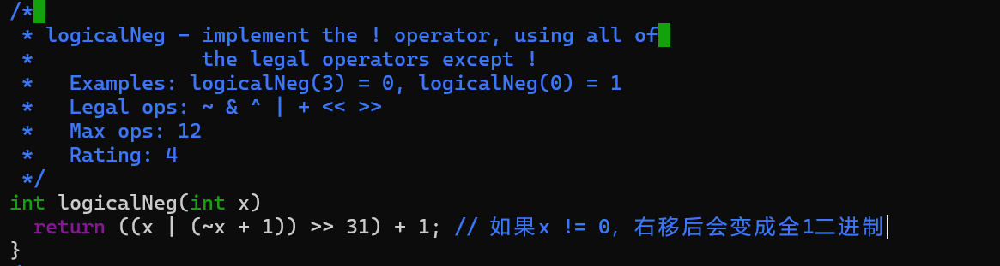 /*
 * logicalNeg - implement the ! operator, using all of
 *              the legal operators except !
 *   Examples: logicalNeg(3) = 0, logicalNeg(0) = 1
 *   Legal ops: ~ & ^ | + << >>
 *   Max ops: 12
 *   Rating: 4
 */
int logicalNeg(int x)
  return ((x | (~x + 1)) >> 31) + 1; // 如果x != 0, 右移后会变成全1二进制
}